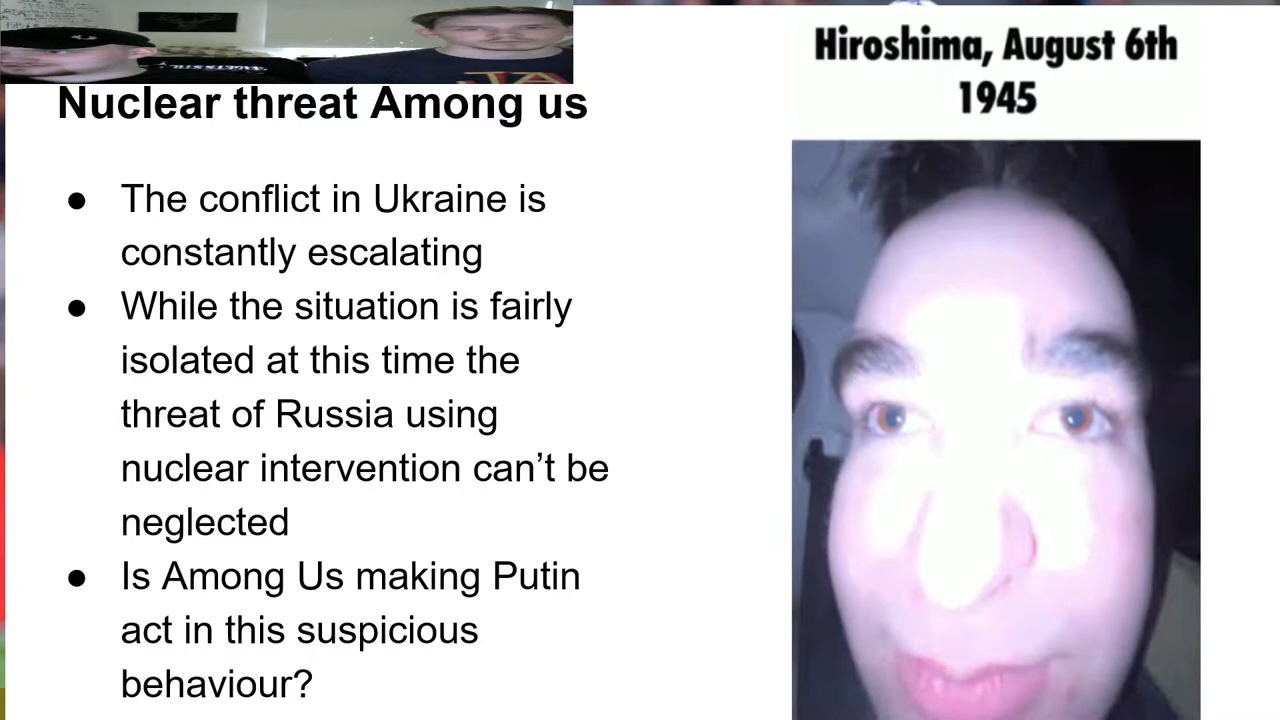 Nuclear threat Among us
● The conflict in Ukraine is
constantly escalating
● While the situation is fairly
isolated at this time the
threat of Russia using
nuclear intervention can’t be
neglected
● Is Among Us making Putin
act in this suspicious
behaviour?
Hiroshima, August 6th
1945